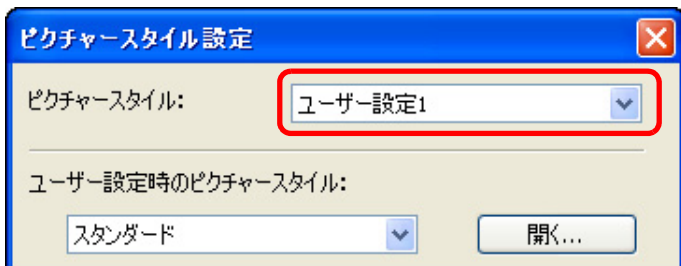 ピクチャースタイル設定
ピクチャースタイル: ユーザー設定1
ユーザー設定時のピクチャースタイル:
スタンダード 開く...